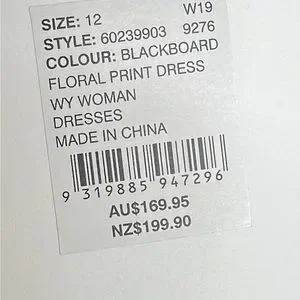 SIZE: 12 W19
STYLE: 60239903 9276
COLOUR: BLACKBOARD
FLORAL PRINT DRESS
WY WOMAN
DRESSES
MADE IN CHINA
9 319885 947296
AU$169.95
NZ$199.90